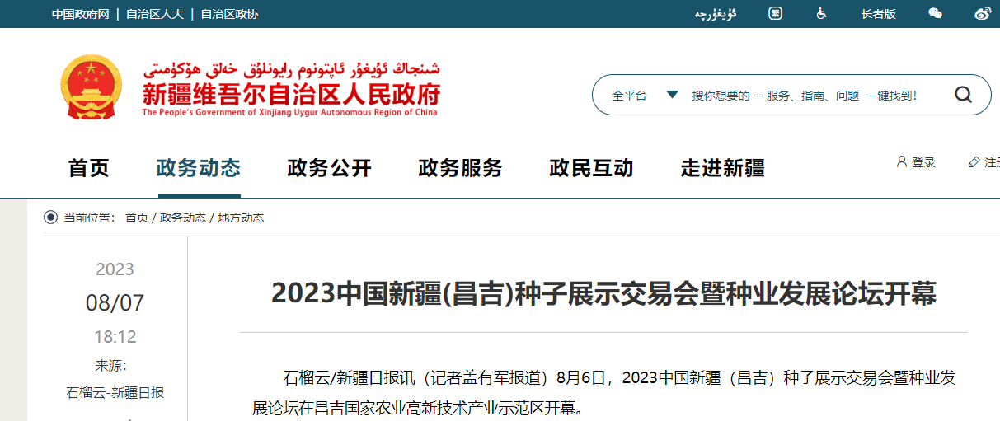 中国政府网 | 自治区人大 | 自治区政协
ئۇيغۇرچە
繁
长者版
شىنجاڭ ئۇيغۇر ئاپتونوم رايونلۇق خەلق ھۆكۈمىتى
新疆维吾尔自治区人民政府
The People's Government of Xinjiang Uygur Autonomous Region of China
全平台
搜你想要的 -- 服务、指南、问题 一键找到!
首页 政务动态 政务公开 政务服务 政民互动 走进新疆
登录
当前位置： 首页 / 政务动态 / 地方动态
2023
08/07
18:12
来源：
石榴云-新疆日报
2023中国新疆(昌吉)种子展示交易会暨种业发展论坛开幕
石榴云/新疆日报讯（记者盖有军报道）8月6日，2023中国新疆（昌吉）种子展示交易会暨种业发
展论坛在昌吉国家农业高新技术产业示范区开幕。